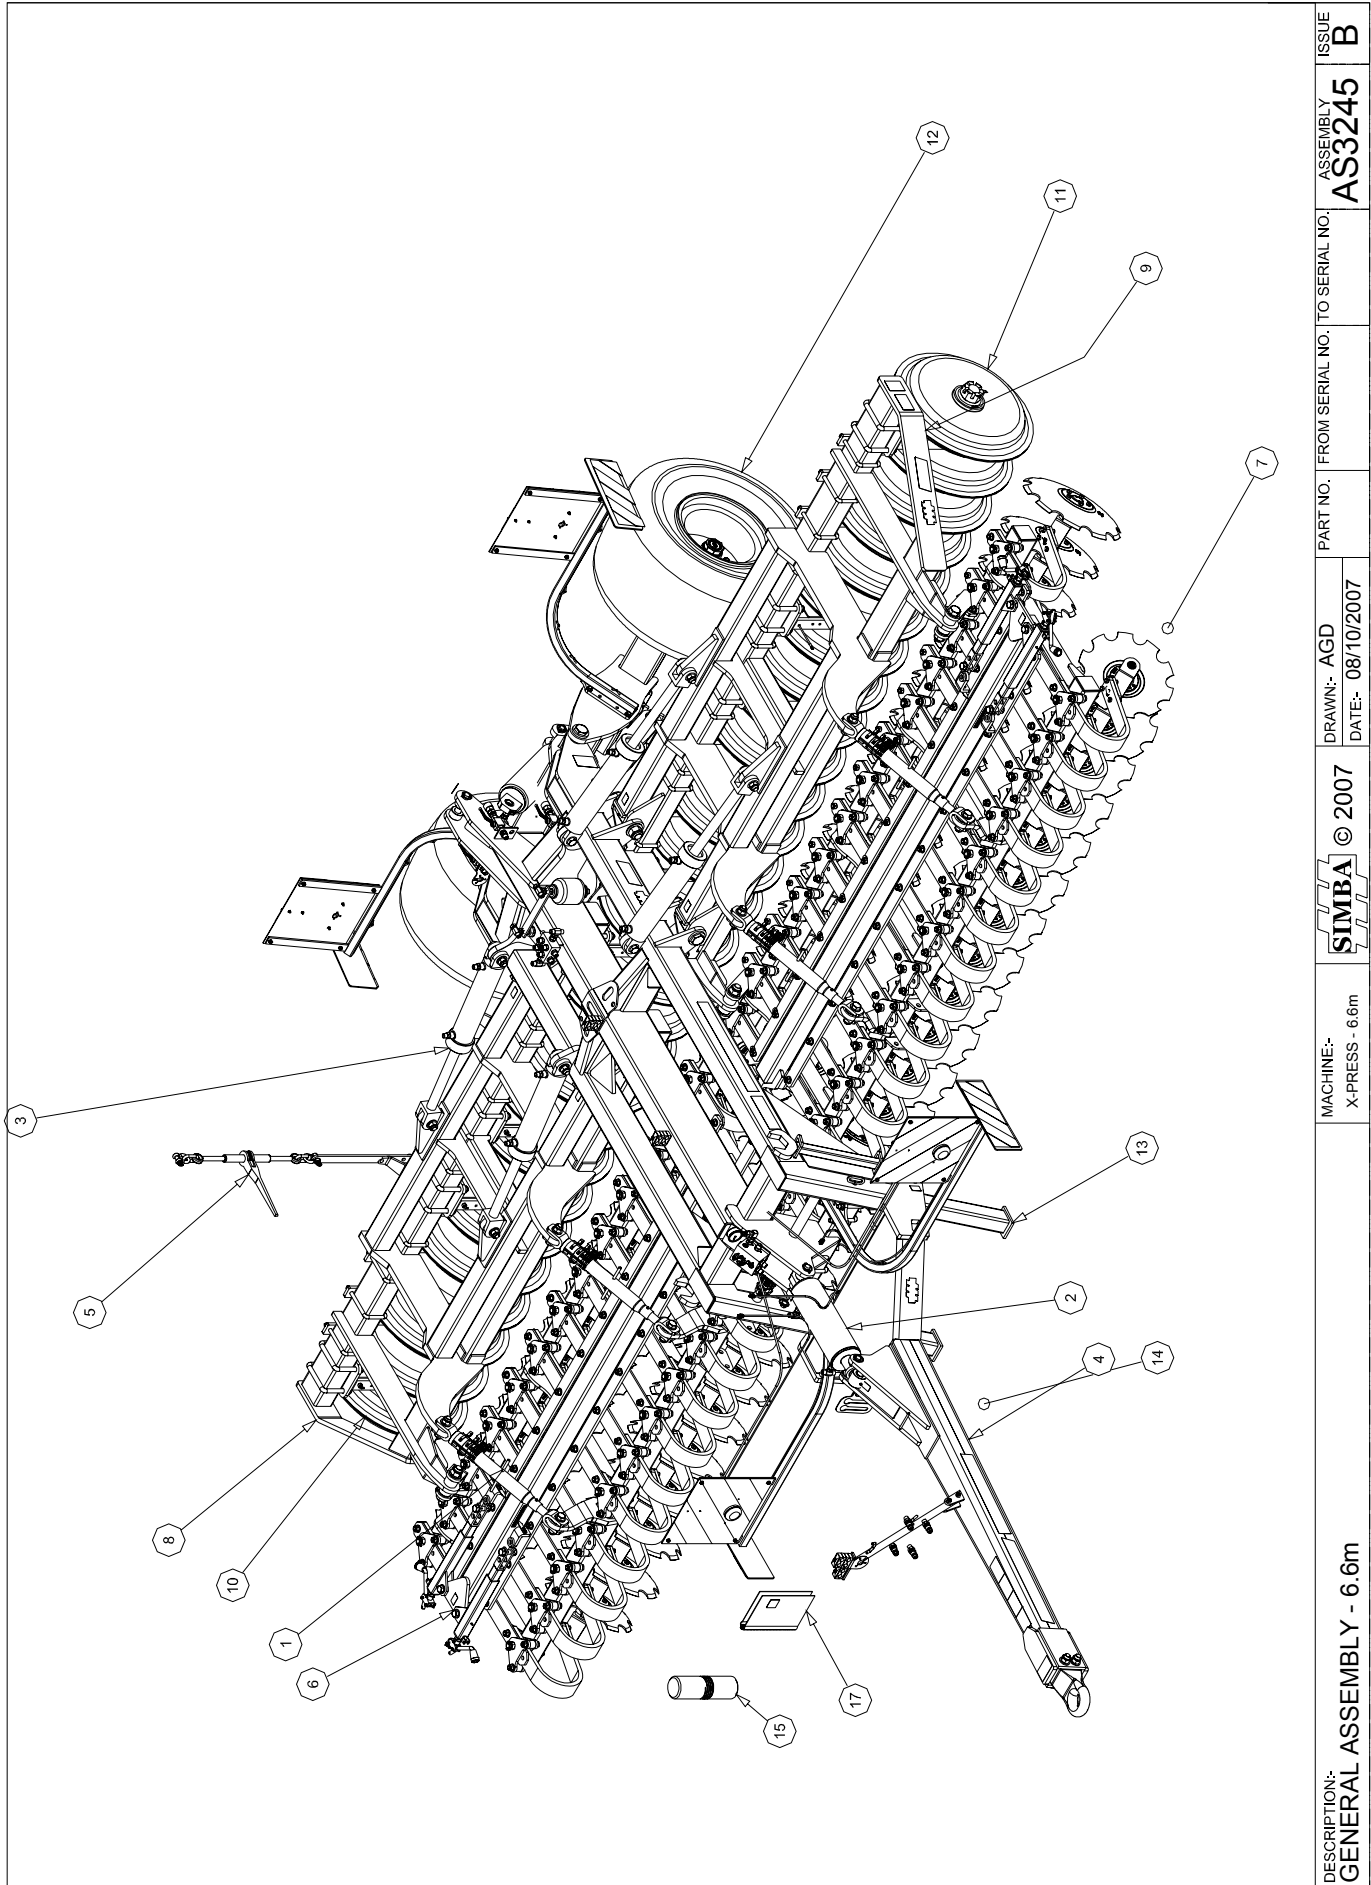 12
11
9
7
3
5
8
10
1
6
15
17
13
2
4
14
DESCRIPTION:-
GENERAL ASSEMBLY - 6.6m
MACHINE:-
X-PRESS - 6.6m
SIMBA © 2007
DRAWN:- AGD
DATE:- 08/10/2007
PART NO.
FROM SERIAL NO.
TO SERIAL NO.
ASSEMBLY
AS3245
ISSUE
B